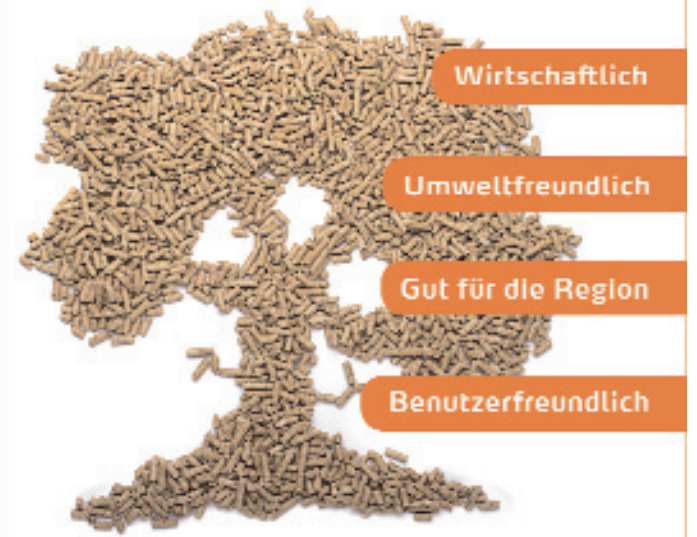 Wirtschaftlich
Umweltfreundlich
Gut für die Region
Benutzerfreundlich